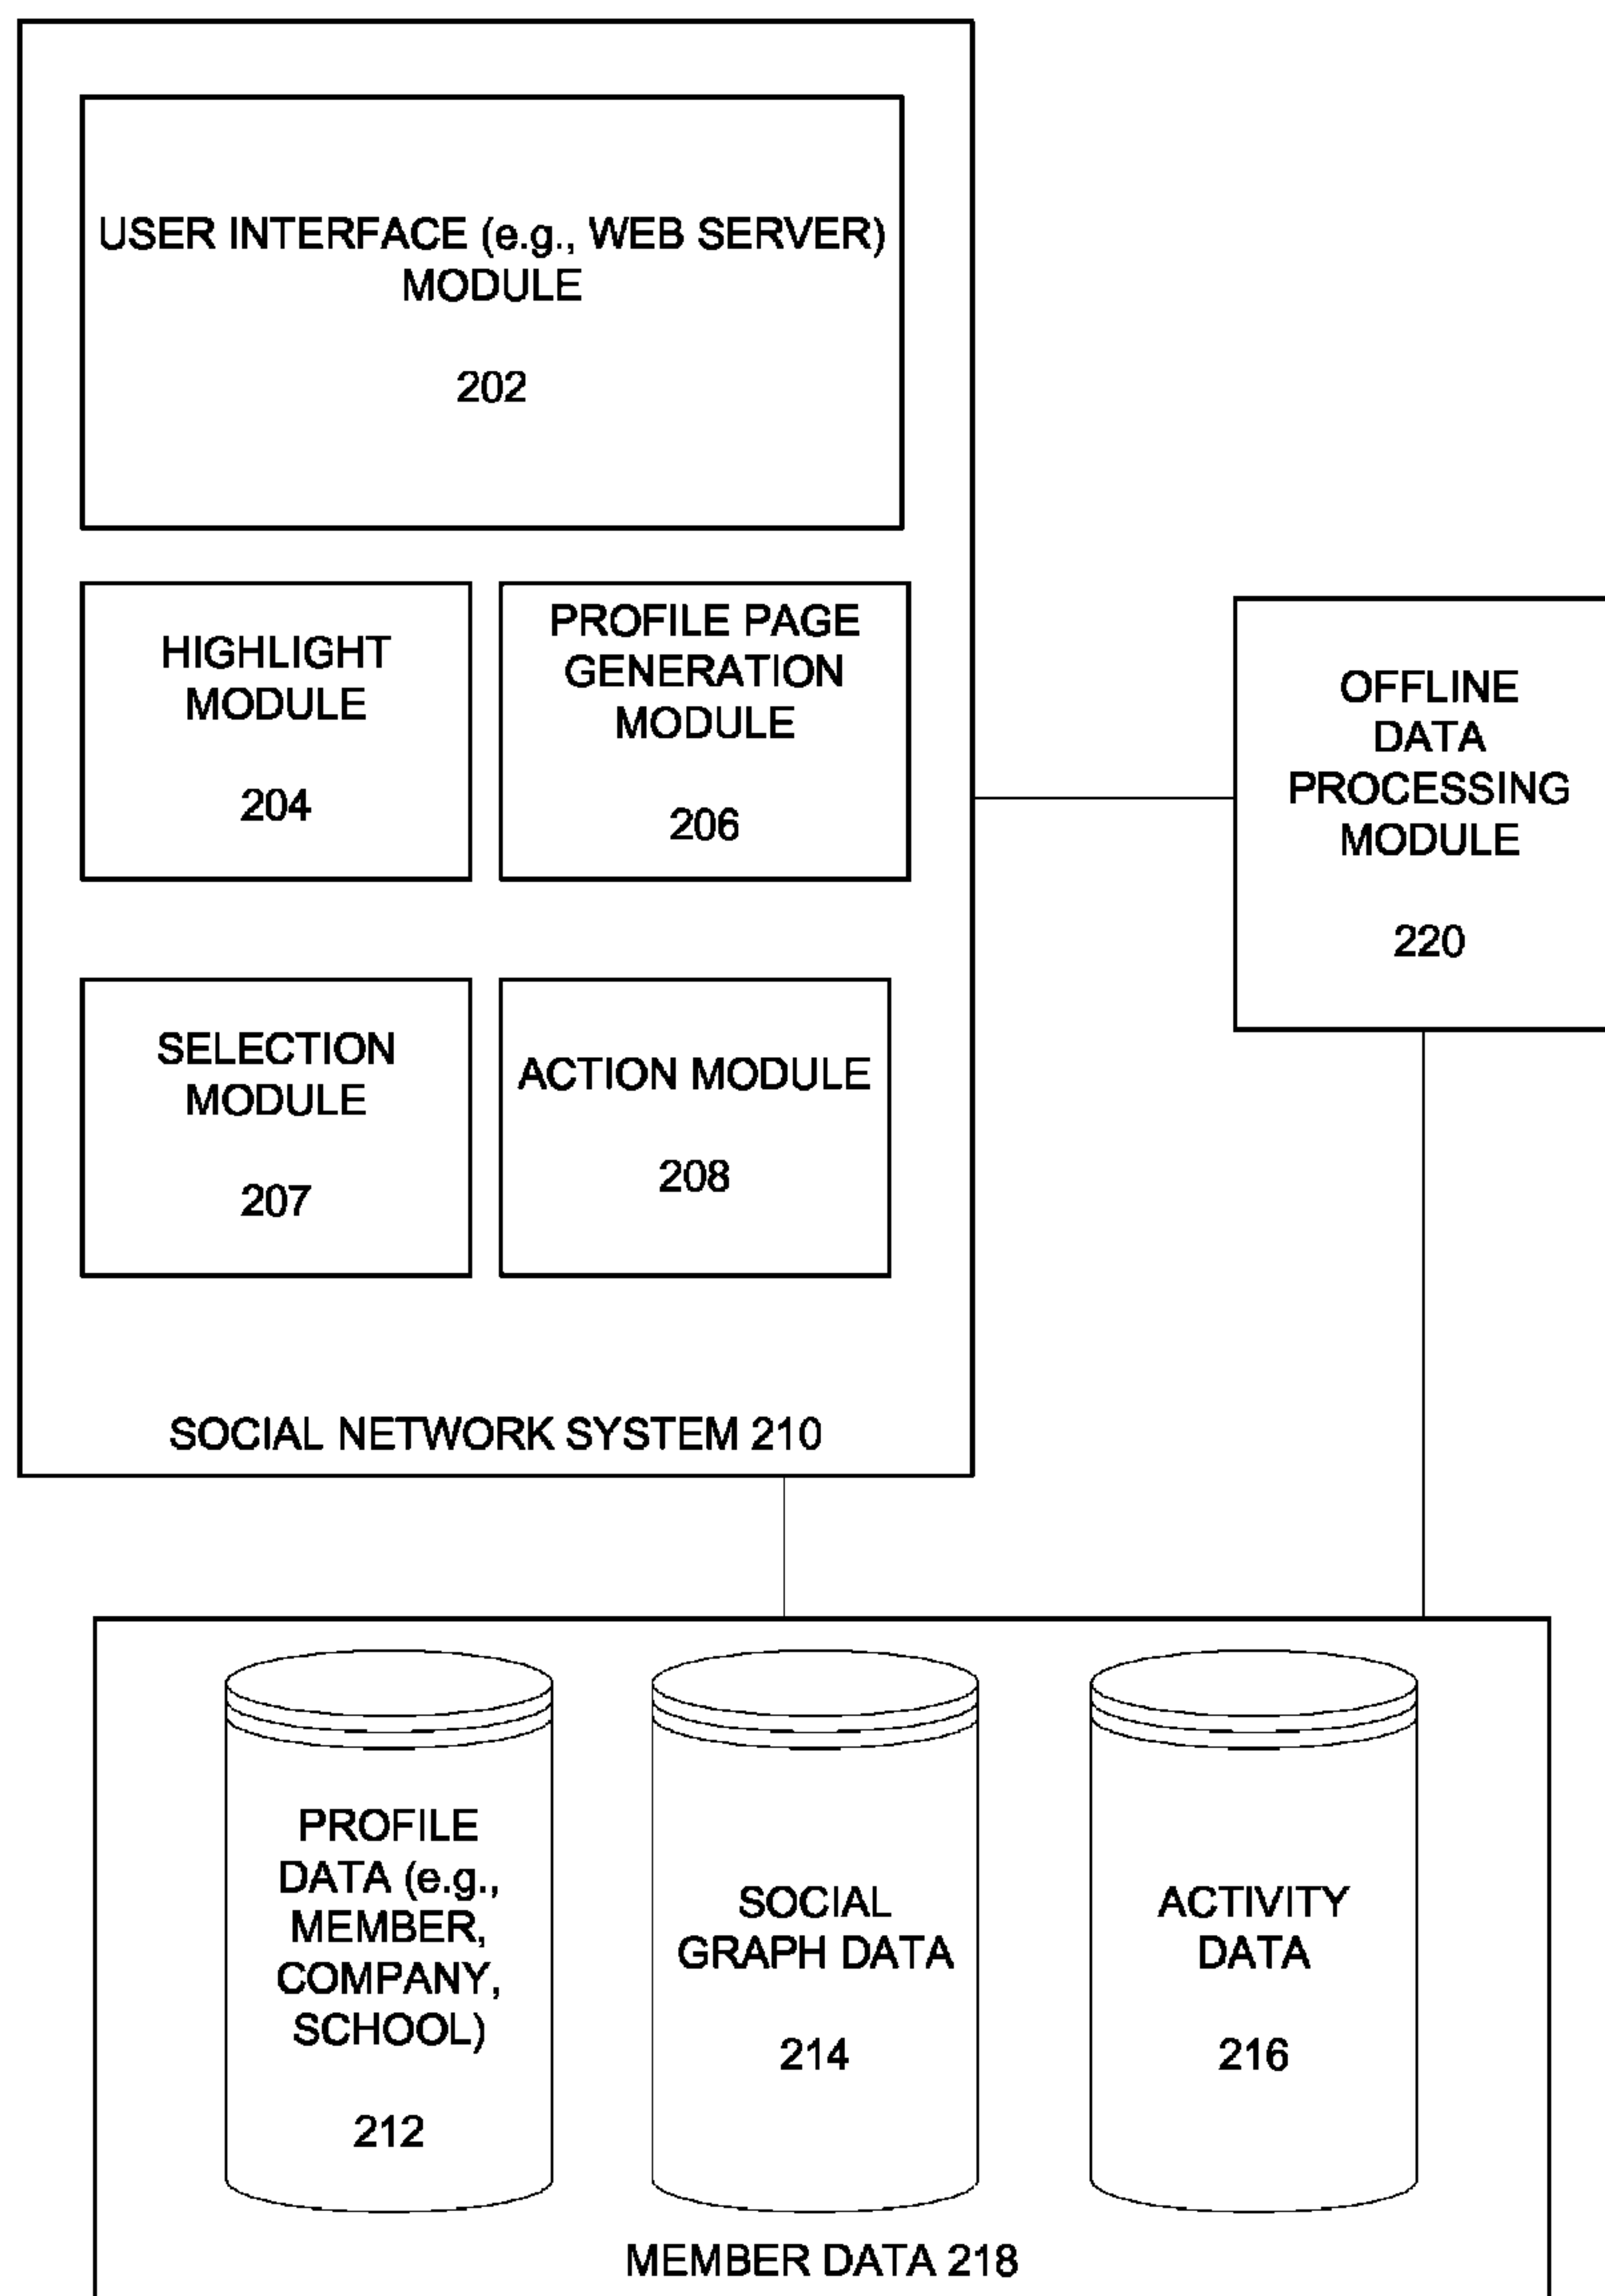 USER INTERFACE (e.g., WEB SERVER)
MODULE
202
HIGHLIGHT
MODULE
204
PROFILE PAGE
GENERATION
MODULE
206
SELECTION
MODULE
207
ACTION MODULE
208
SOCIAL NETWORK SYSTEM 210
OFFLINE
DATA
PROCESSING
MODULE
220
PROFILE
DATA (e.g.,
MEMBER,
COMPANY,
SCHOOL)
212
SOCIAL
GRAPH DATA
214
ACTIVITY
DATA
216
MEMBER DATA 218